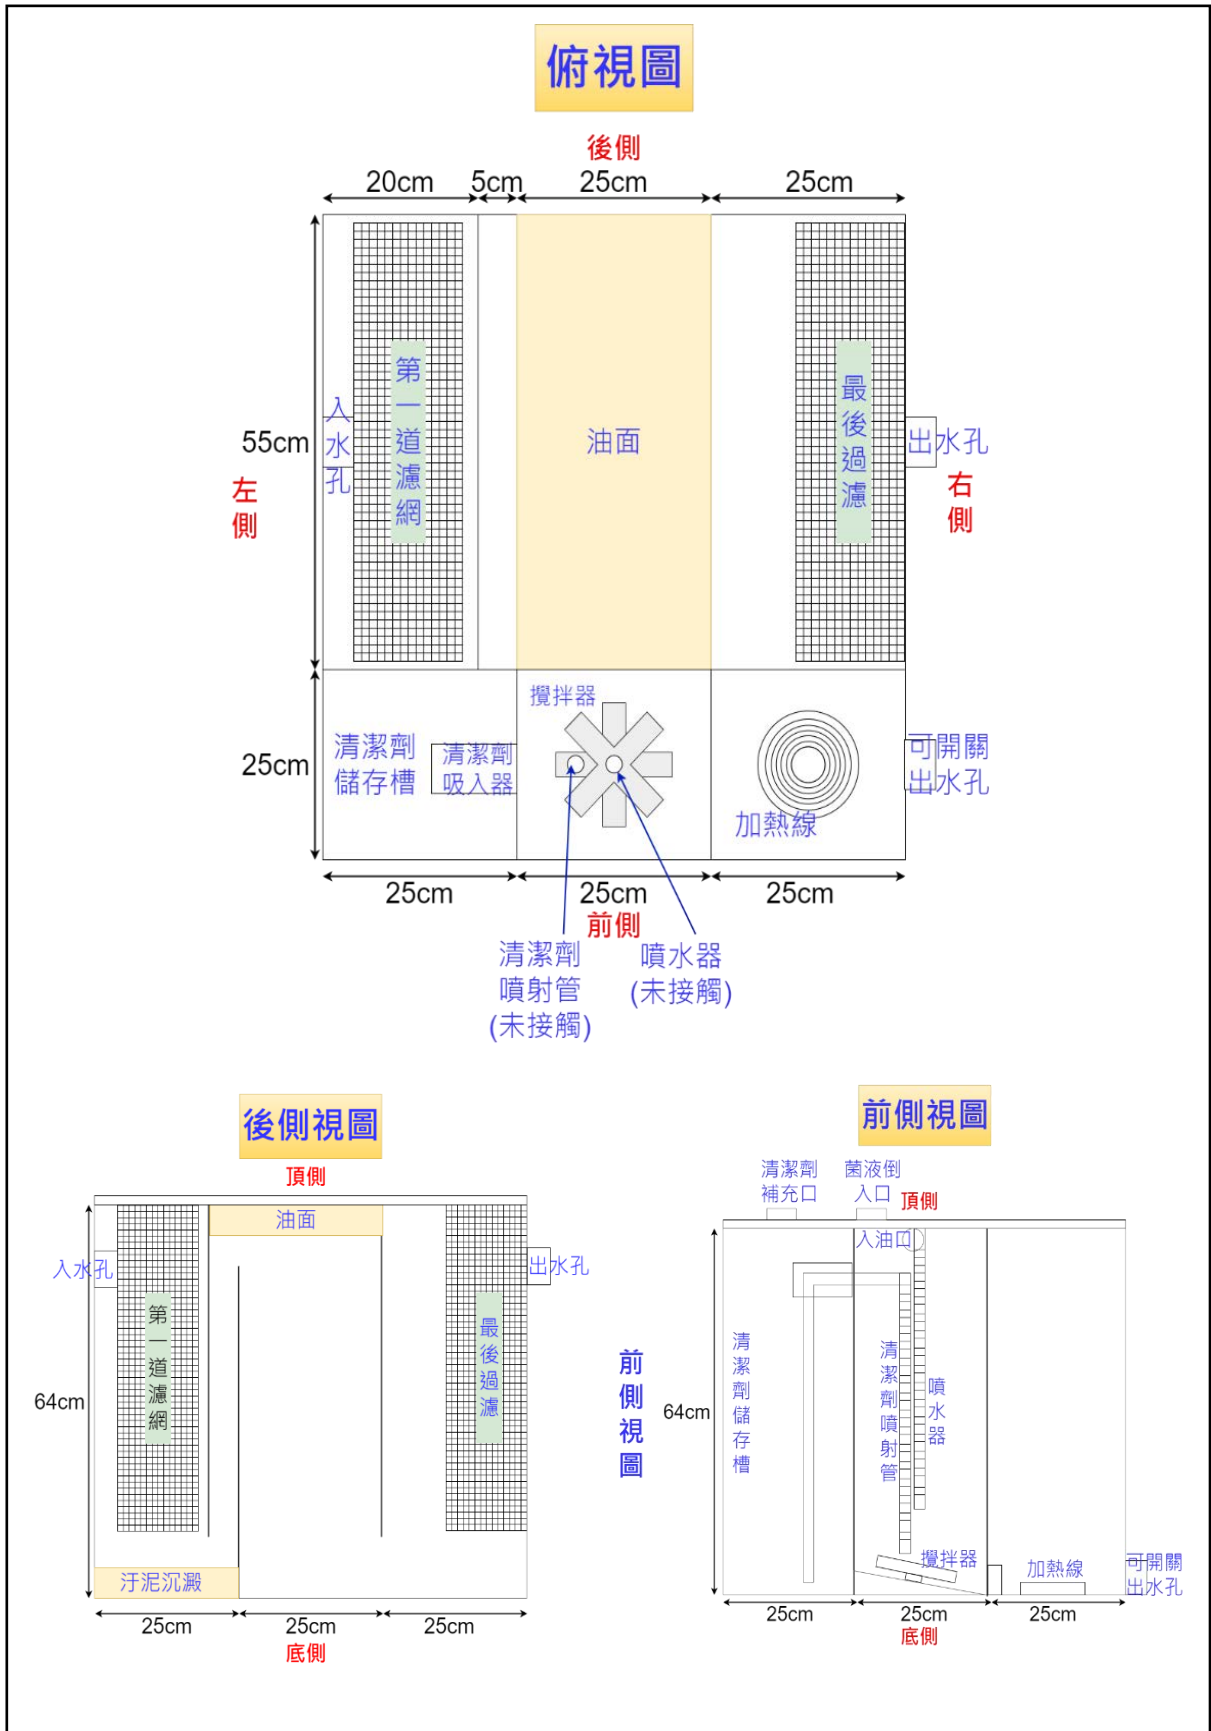 俯視圖
後側
20cm 5cm 25cm 25cm
55cm
左側
入水孔
第一道濾網
油面
最後過濾
出水孔
右側
25cm
清潔劑
儲存槽
清潔劑
吸入器
攪拌器
加熱線
可開關
出水孔
25cm 25cm 25cm
前側
清潔劑
噴射管
(未接觸)
噴水器
(未接觸)
後側視圖
頂側
油面
入水孔
第一道濾網
最後過濾
出水孔
64cm
汙泥沉澱
25cm 25cm 25cm
底側
前側視圖
前側視圖
清潔劑
補充口
菌液倒
入口
頂側
入油口
64cm
清潔劑儲存槽
清潔劑噴射管
噴水器
攪拌器
加熱線
可開關
出水孔
25cm 25cm 25cm
底側